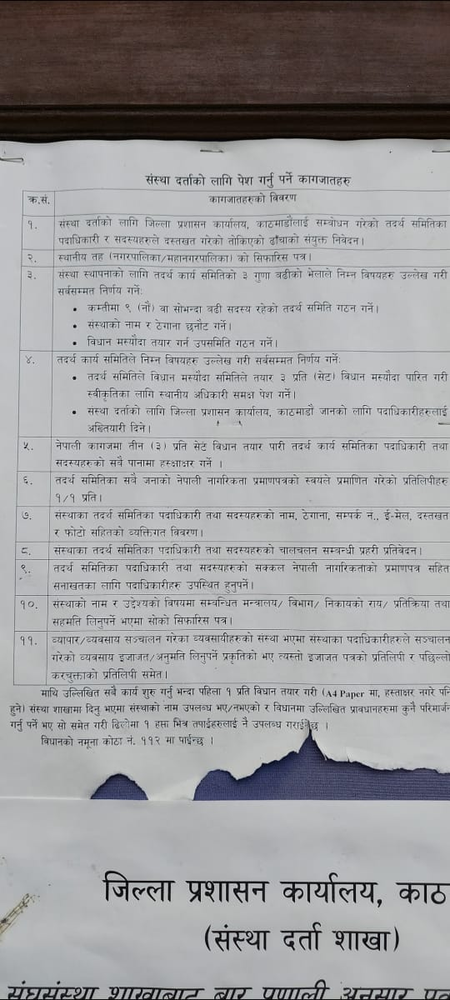 संस्था दर्ताको लागि पेश गर्नु पर्ने कागजातहरु
क्र.सं. कागजातहरुको विवरण
१. संस्था दर्ताको लागि जिल्ला प्रशासन कार्यालय, काठमाडौंलाई सम्बोधन गरेको तदर्थ समितिका
पदाधिकारी र सदस्यहरुले दस्तखत गरेको तोकिएको ढाँचाको संयुक्त निवेदन।
२. स्थानीय तह (नगरपालिका/महानगरपालिका) को सिफारिस पत्र।
३. संस्था स्थापनाको लागि तदर्थ कार्य समितिको ३ गुणा बढीको भेलाले निम्न विषयहरु उल्लेख गरी
सर्वसम्मत निर्णय गर्नेः
• कम्तीमा ९ (नौ) वा सोभन्दा बढी सदस्य रहेको तदर्थ समिति गठन गर्ने।
• संस्थाको नाम र ठेगाना छनौट गर्ने।
• विधान मस्यौदा तयार गर्न उपसमिति गठन गर्ने।
४. तदर्थ कार्य समितिले निम्न विषयहरु उल्लेख गरी सर्वसम्मत निर्णय गर्नेः
• तदर्थ समितिले विधान मस्यौदा समितिले तयार ३ प्रति (सेट) विधान मस्यौदा पारित गरी
स्वीकृतिका लागि स्थानीय अधिकारी समक्ष पेश गर्ने।
• संस्था दर्ताको लागि जिल्ला प्रशासन कार्यालय, काठमाडौं जानको लागि पदाधिकारीहरुलाई
अख्तियारी दिने।
५. नेपाली कागजमा तीन (३) प्रति सेट विधान तयार पारी तदर्थ कार्य समितिका पदाधिकारी तथा
सदस्यहरुको सबै पानामा हस्ताक्षर गर्ने ।
६. तदर्थ समितिका सबै जनाको नेपाली नागरिकता प्रमाणपत्रको स्वयंले प्रमाणित गरेको प्रतिलिपीहरु
१/१ प्रति।
७. संस्थाका तदर्थ समितिका पदाधिकारी तथा सदस्यहरुको नाम, ठेगाना, सम्पर्क नं., ई-मेल, दस्तखत
र फोटो सहितको व्यक्तिगत विवरण।
८. संस्थाका तदर्थ समितिका पदाधिकारी तथा सदस्यहरुको चालचलन सम्बन्धी प्रहरी प्रतिवेदन।
९. तदर्थ समितिका पदाधिकारी तथा सदस्यहरुको सक्कल नेपाली नागरिकताको प्रमाणपत्र सहित
सनाखतका लागि पदाधिकारीहरु उपस्थित हुनुपर्ने।
१०. संस्थाको नाम र उद्देश्यको विषयमा सम्वन्धित मन्त्रालय/ विभाग/ निकायको राय/ प्रतिक्रिया तथा
सहमति लिनुपर्ने भएमा सोको सिफारिस पत्र।
११. व्यापार/व्यवसाय सञ्चालन गरेका व्यवसायीहरुको संस्था भएमा संस्थाका पदाधिकारीहरुले सञ्चालन
गरेको व्यवसाय इजाजत/अनुमति लिनुपर्ने प्रकृतिको भए त्यस्तो इजाजत पत्रको प्रतिलिपी र पछिल्लो
करचुक्ताको प्रतिलिपी समेत।
माथि उल्लिखित सबै कार्य शुरु गर्नु भन्दा पहिला १ प्रति विधान तयार गरी (A4 Paper मा, हस्ताक्षर नगरे पनि
हुने) संस्था शाखामा दिनु भएमा संस्थाको नाम उपलब्ध भए/नभएको र विधानमा उल्लिखित प्रावधानहरुमा कुनै परिमार्जन
गर्नु पर्ने भए सो समेत गरी ढिलोमा १ हप्ता भित्र तपाईहरुलाई नै उपलब्ध गराईनेछ ।
विधानको नमूना कोठा नं. ११२ मा पाईन्छ ।
जिल्ला प्रशासन कार्यालय, काठ
(संस्था दर्ता शाखा)
संघसंस्था शाखाबाट बार प्रणाली अनुसार